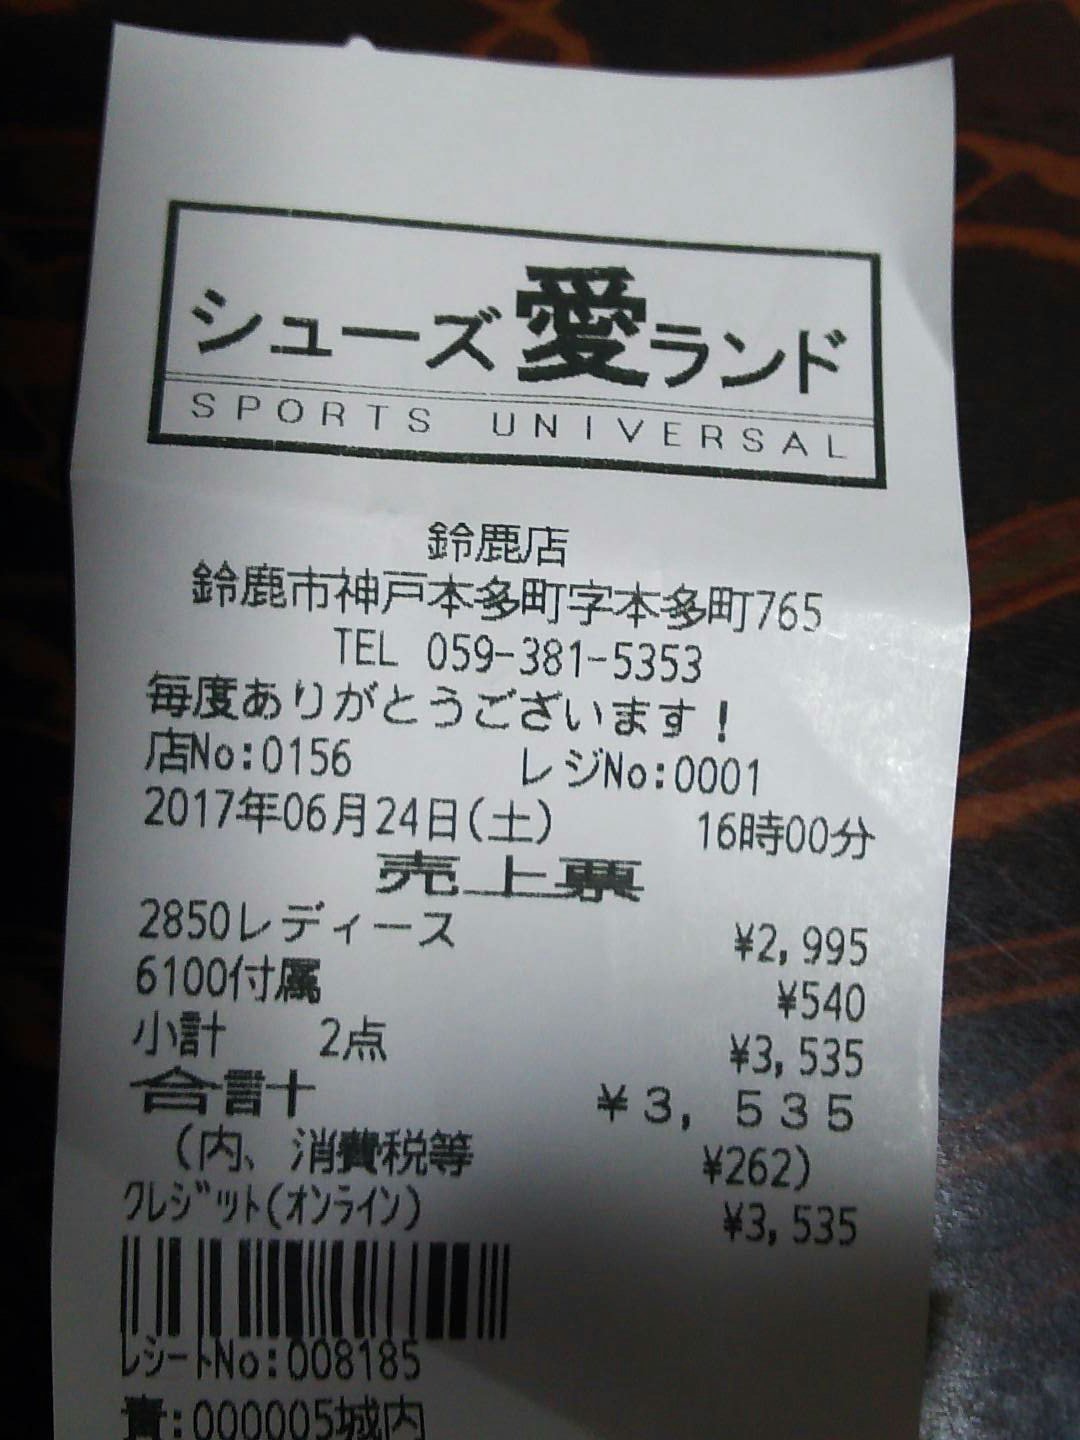 シューズ愛ランド
SPORTS UNIVERSAL
鈴鹿店
鈴鹿市神戸本多町字本多町765
TEL 059-381-5353
毎度ありがとうございます！
店No:0156 レジNo:0001
2017年06月24日(土) 16時00分
売上票
2850レディース ¥2,995
6100付属 ¥540
小計 2点 ¥3,535
合計 ¥3,535
(内、消費税等 ¥262)
ｸﾚｼﾞｯﾄ(ｵﾝﾗｲﾝ) ¥3,535
ﾚｼｰﾄNo:008185
責:000005城内